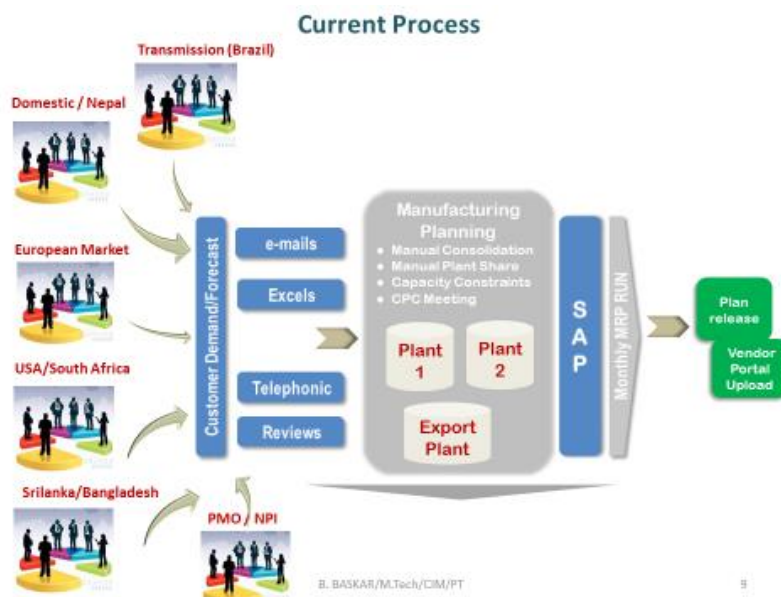 Current Process
Transmission (Brazil)
Domestic / Nepal
European Market
USA/South Africa
Srilanka/Bangladesh
PMO / NPI
Customer Demand/Forecast
e-mails
Excels
Telephonic
Reviews
Manufacturing
Planning
● Manual Consolidation
● Manual Plant Share
● Capacity Constraints
● CPC Meeting
Plant
1
Plant
2
Export
Plant
SAP
Monthly MRP RUN
Plan
release
Vendor
Portal
Upload
B. BASKAR/M.Tech/CIM/PT
9